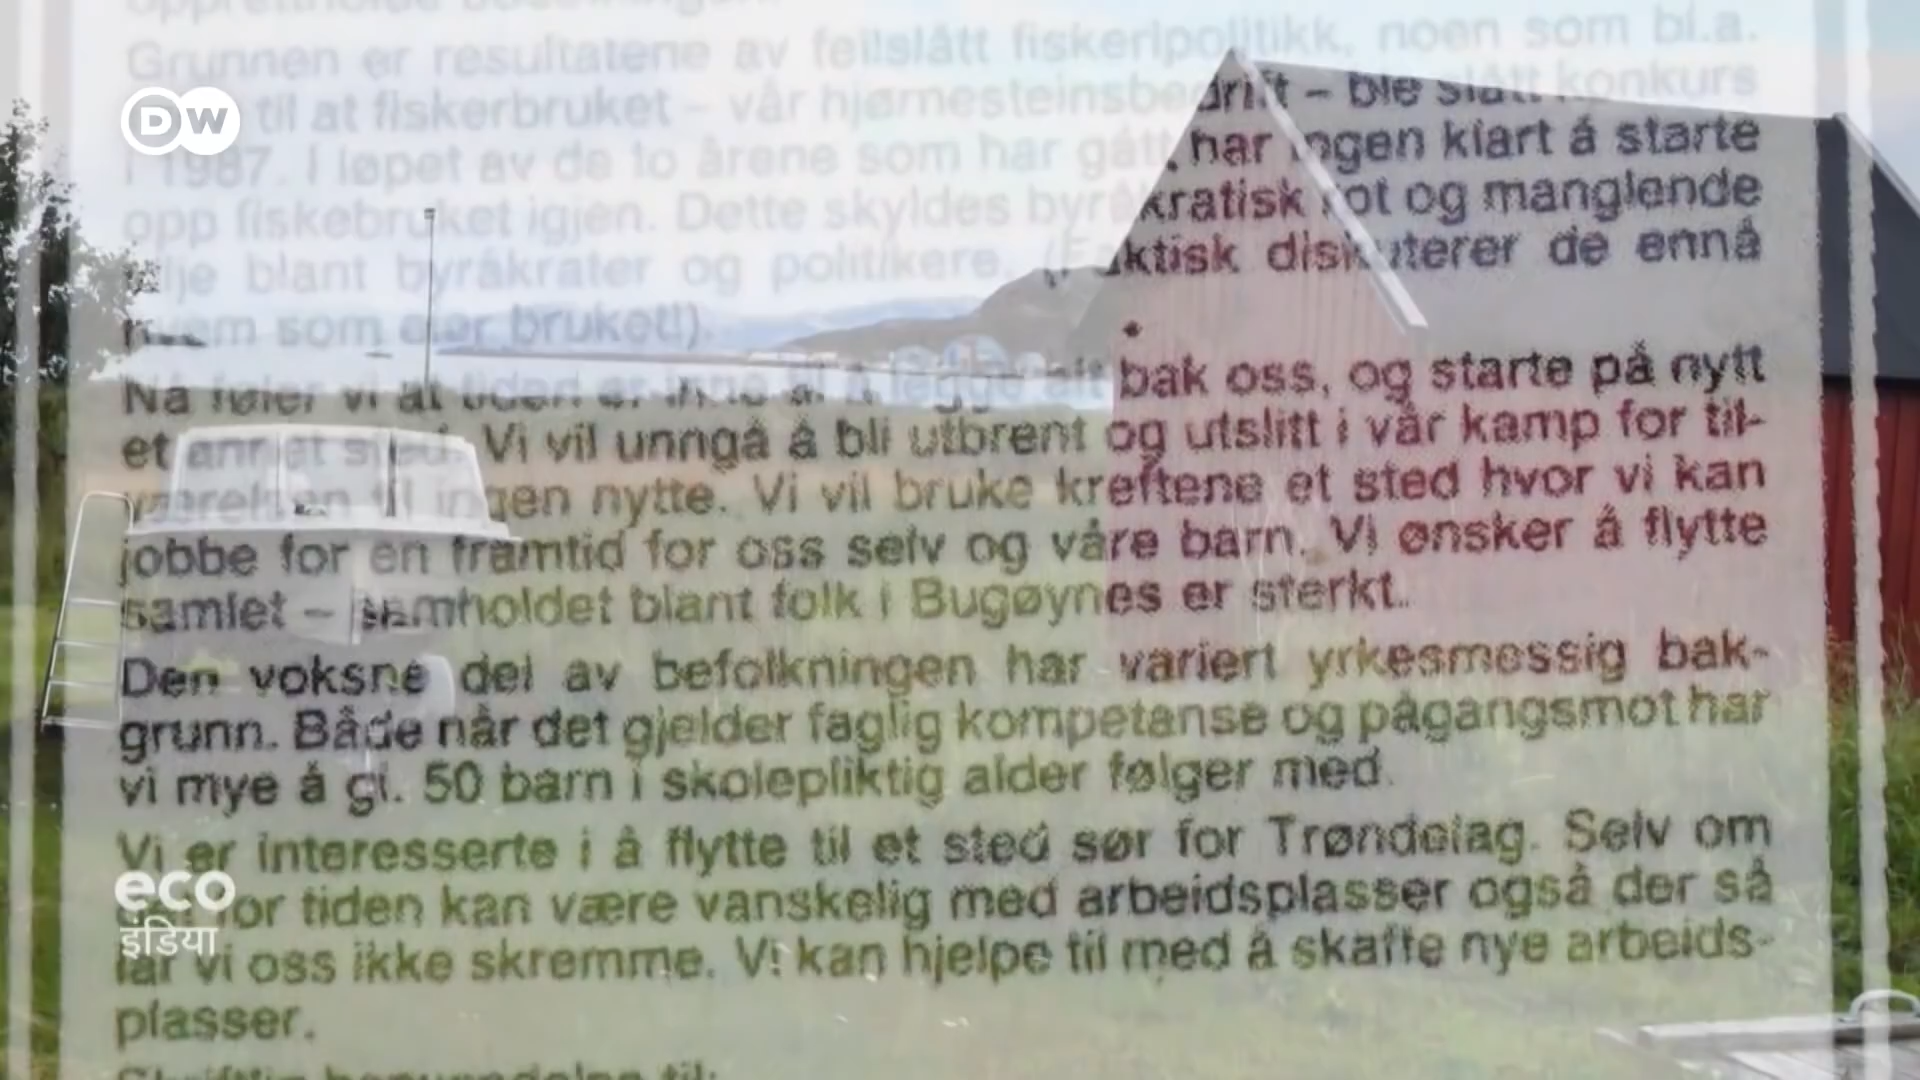 Grunnen er resultatene av feilslått fiskeripolitikk, noen som bl.a.
til at fiskerbruket – vår hjørnesteinsbedrift – ble slått konkurs
i 1987. I løpet av de to årene som har gått, har ingen klart å starte
opp fiskebruket igjen. Dette skyldes byråkratisk rot og manglende
vilje blant byråkrater og politikere. (Faktisk diskuterer de ennå
hvem som eier bruket!).
Nå føler vi at tiden er inne til å legge alt bak oss, og starte på nytt
et annet sted. Vi vil unngå å bli utbrent og utslitt i vår kamp for til-
værelsen til ingen nytte. Vi vil bruke kreftene et sted hvor vi kan
jobbe for en framtid for oss selv og våre barn. Vi ønsker å flytte
samlet – samholdet blant folk i Bugøynes er sterkt.
Den voksne del av befolkningen har variert yrkesmessig bak-
grunn. Både når det gjelder faglig kompetanse og pågangsmot har
vi mye å gi. 50 barn i skolepliktig alder følger med.
Vi er interesserte i å flytte til et sted sør for Trøndelag. Selv om
for tiden kan være vanskelig med arbeidsplasser også der så
lar vi oss ikke skremme. Vi kan hjelpe til med å skaffe nye arbeids-
plasser.
DW
eco
इंडिया